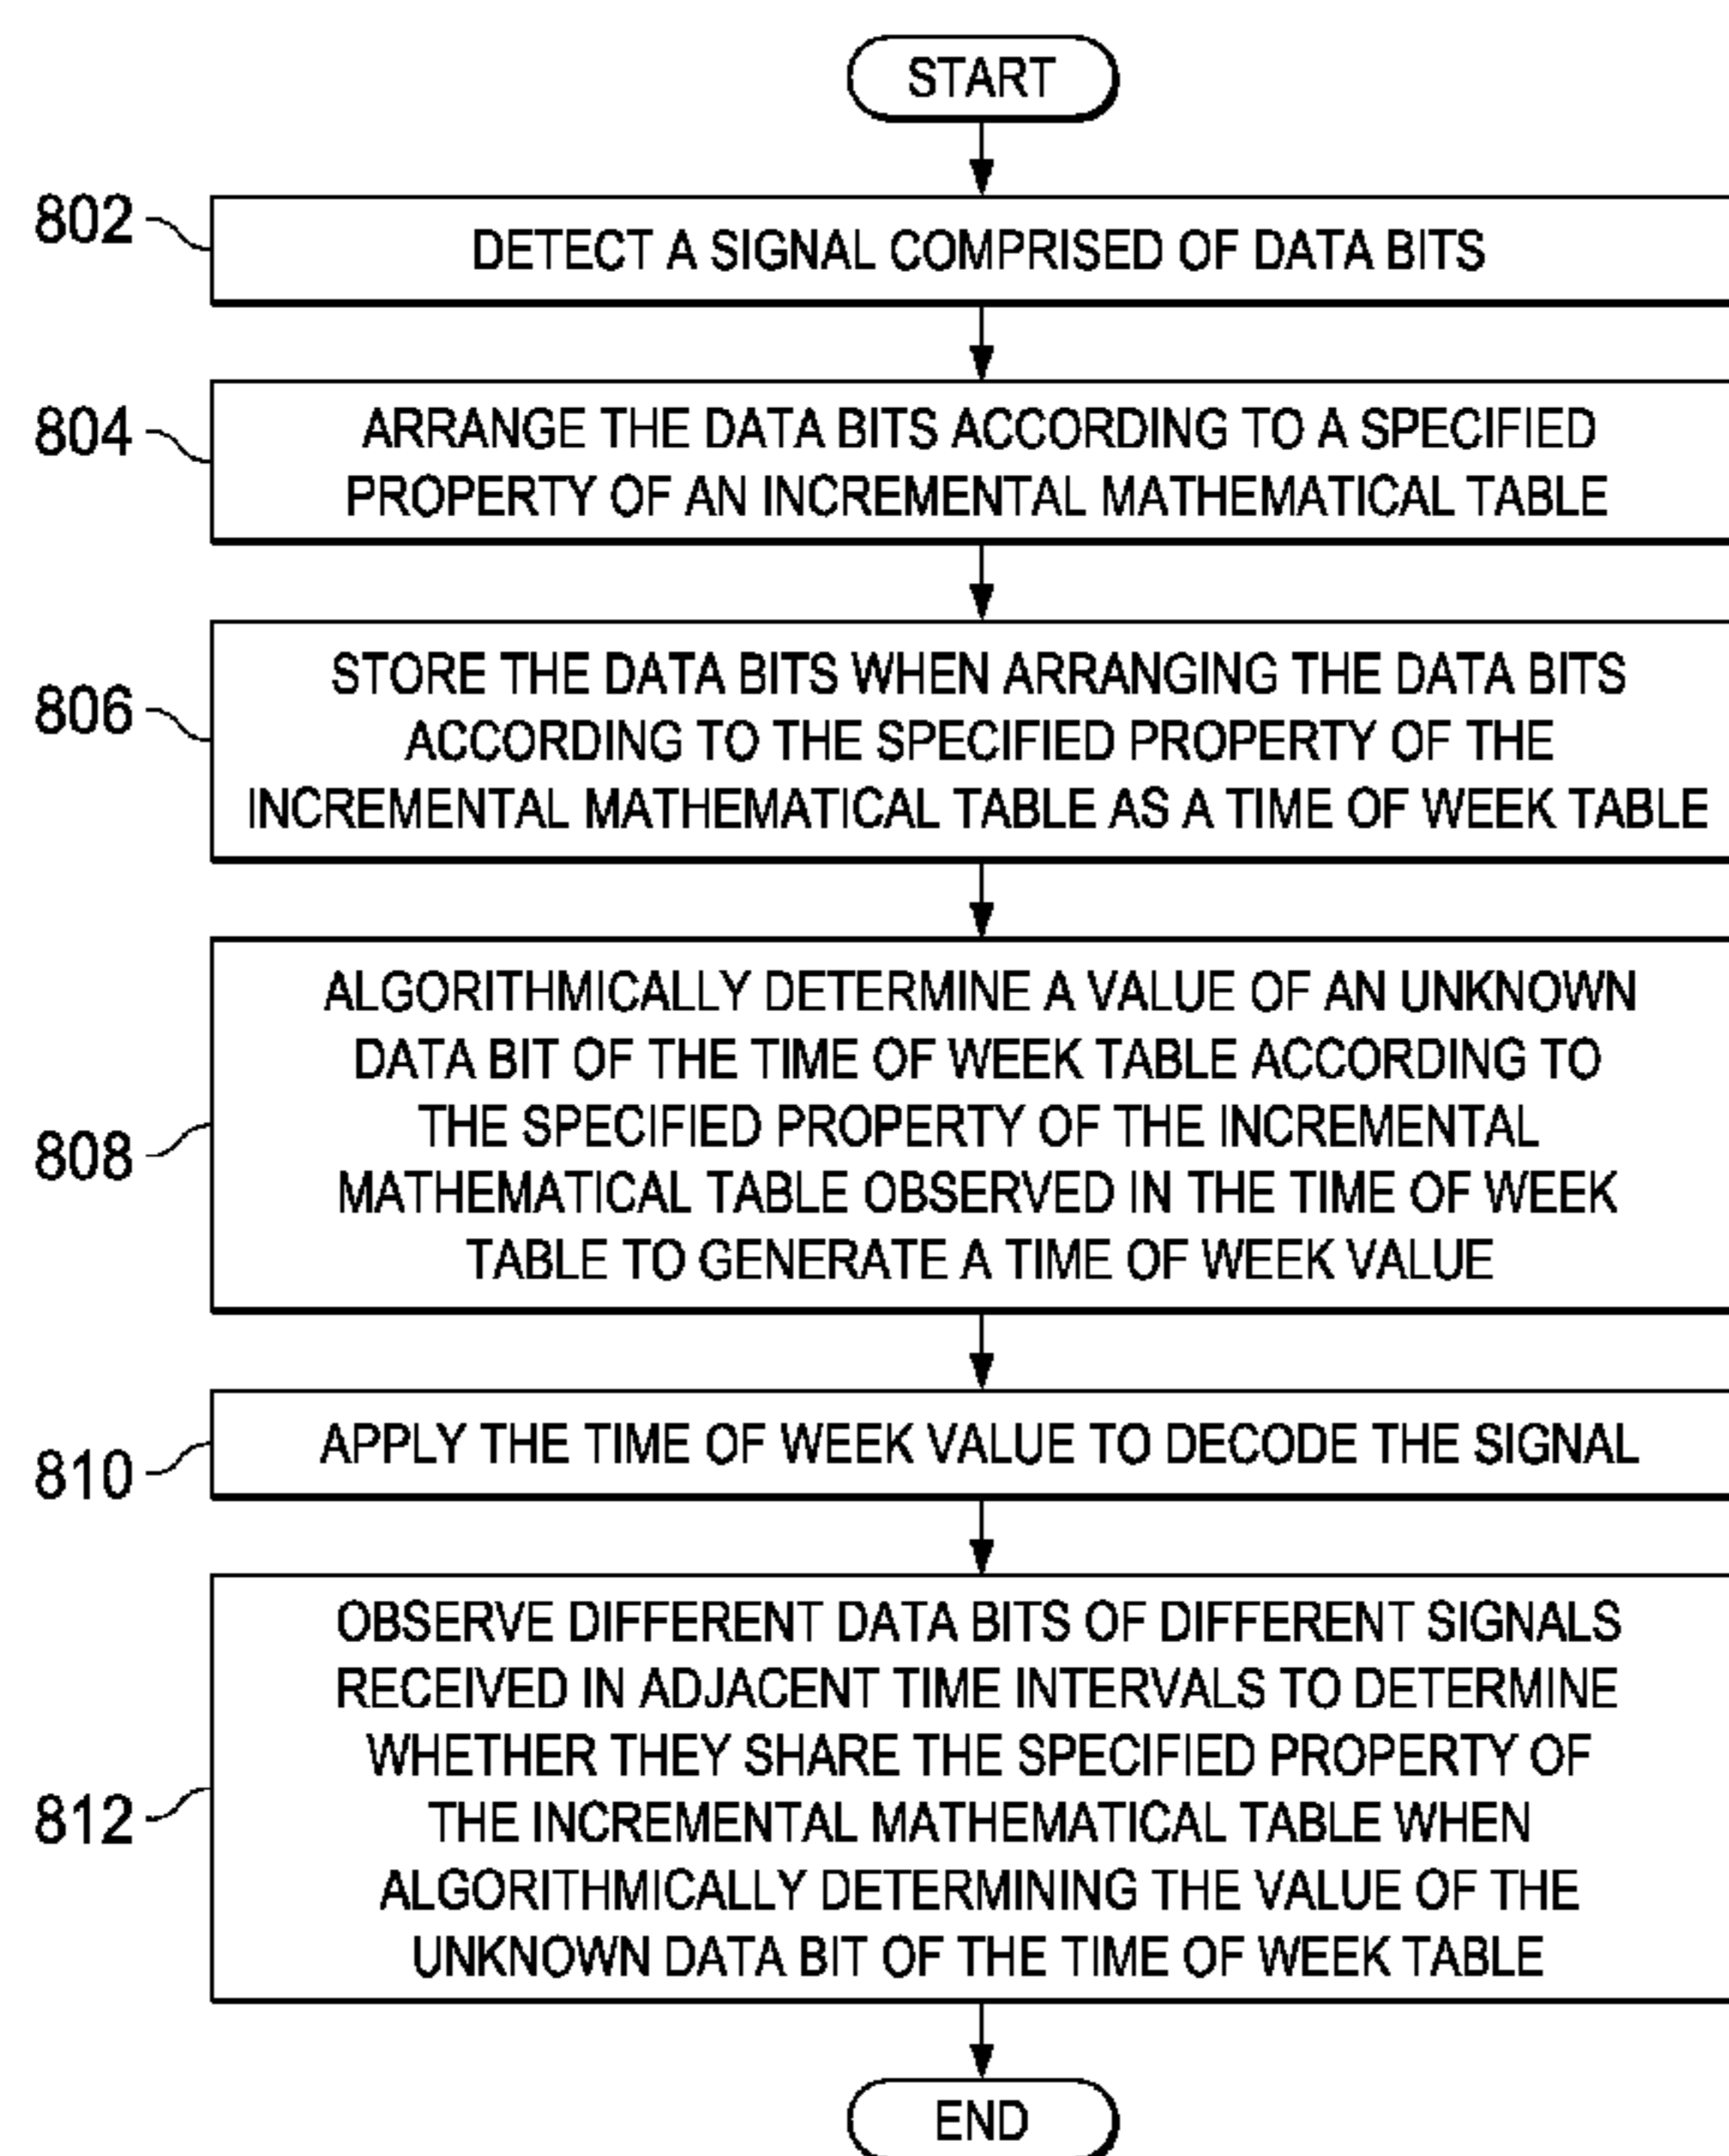 START
802
DETECT A SIGNAL COMPRISED OF DATA BITS
804
ARRANGE THE DATA BITS ACCORDING TO A SPECIFIED
PROPERTY OF AN INCREMENTAL MATHEMATICAL TABLE
806
STORE THE DATA BITS WHEN ARRANGING THE DATA BITS
ACCORDING TO THE SPECIFIED PROPERTY OF THE
INCREMENTAL MATHEMATICAL TABLE AS A TIME OF WEEK TABLE
808
ALGORITHMICALLY DETERMINE A VALUE OF AN UNKNOWN
DATA BIT OF THE TIME OF WEEK TABLE ACCORDING TO
THE SPECIFIED PROPERTY OF THE INCREMENTAL
MATHEMATICAL TABLE OBSERVED IN THE TIME OF WEEK
TABLE TO GENERATE A TIME OF WEEK VALUE
810
APPLY THE TIME OF WEEK VALUE TO DECODE THE SIGNAL
812
OBSERVE DIFFERENT DATA BITS OF DIFFERENT SIGNALS
RECEIVED IN ADJACENT TIME INTERVALS TO DETERMINE
WHETHER THEY SHARE THE SPECIFIED PROPERTY OF
THE INCREMENTAL MATHEMATICAL TABLE WHEN
ALGORITHMICALLY DETERMINING THE VALUE OF THE
UNKNOWN DATA BIT OF THE TIME OF WEEK TABLE
END